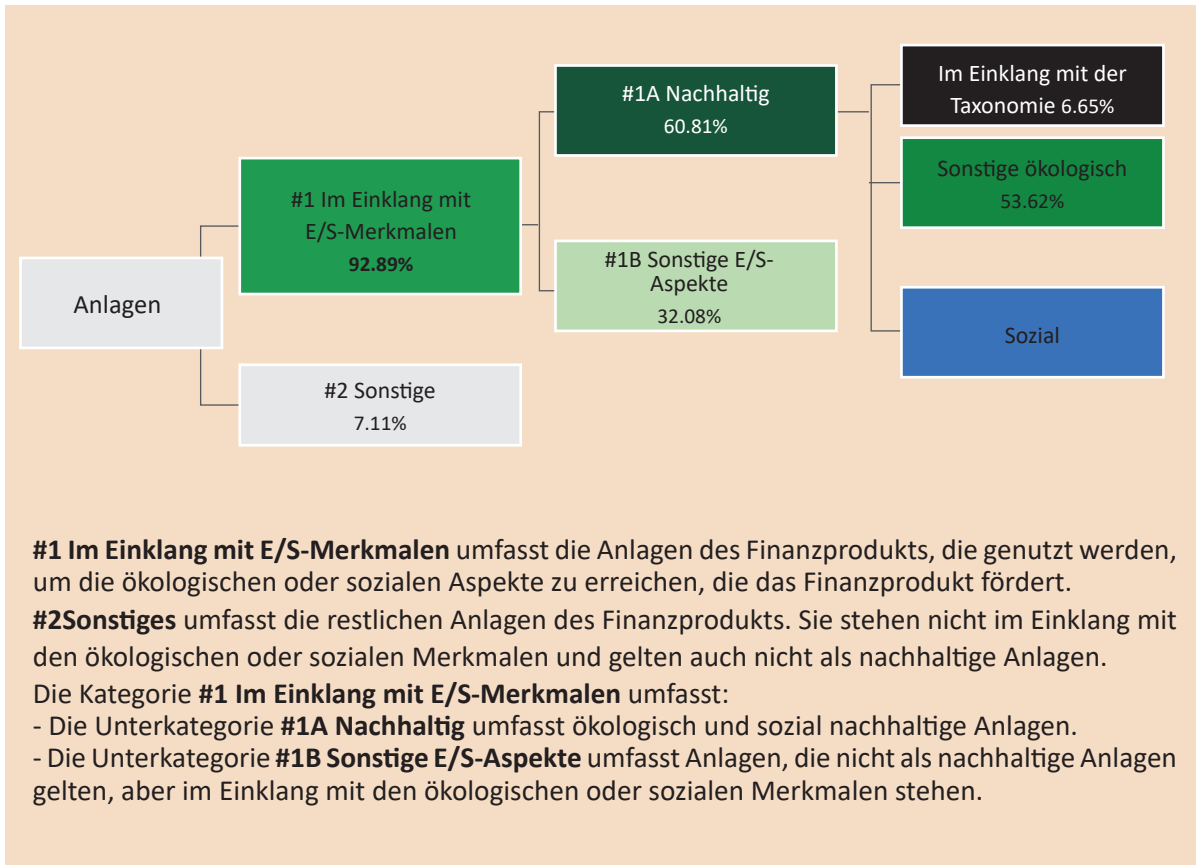 Anlagen
#1 Im Einklang mit
E/S-Merkmalen
92.89%
#2 Sonstige
7.11%
#1A Nachhaltig
60.81%
#1B Sonstige E/S-
Aspekte
32.08%
Im Einklang mit der
Taxonomie 6.65%
Sonstige ökologisch
53.62%
Sozial
#1 Im Einklang mit E/S-Merkmalen umfasst die Anlagen des Finanzprodukts, die genutzt werden,
um die ökologischen oder sozialen Aspekte zu erreichen, die das Finanzprodukt fördert.
#2Sonstiges umfasst die restlichen Anlagen des Finanzprodukts. Sie stehen nicht im Einklang mit
den ökologischen oder sozialen Merkmalen und gelten auch nicht als nachhaltige Anlagen.
Die Kategorie #1 Im Einklang mit E/S-Merkmalen umfasst:
- Die Unterkategorie #1A Nachhaltig umfasst ökologisch und sozial nachhaltige Anlagen.
- Die Unterkategorie #1B Sonstige E/S-Aspekte umfasst Anlagen, die nicht als nachhaltige Anlagen
gelten, aber im Einklang mit den ökologischen oder sozialen Merkmalen stehen.